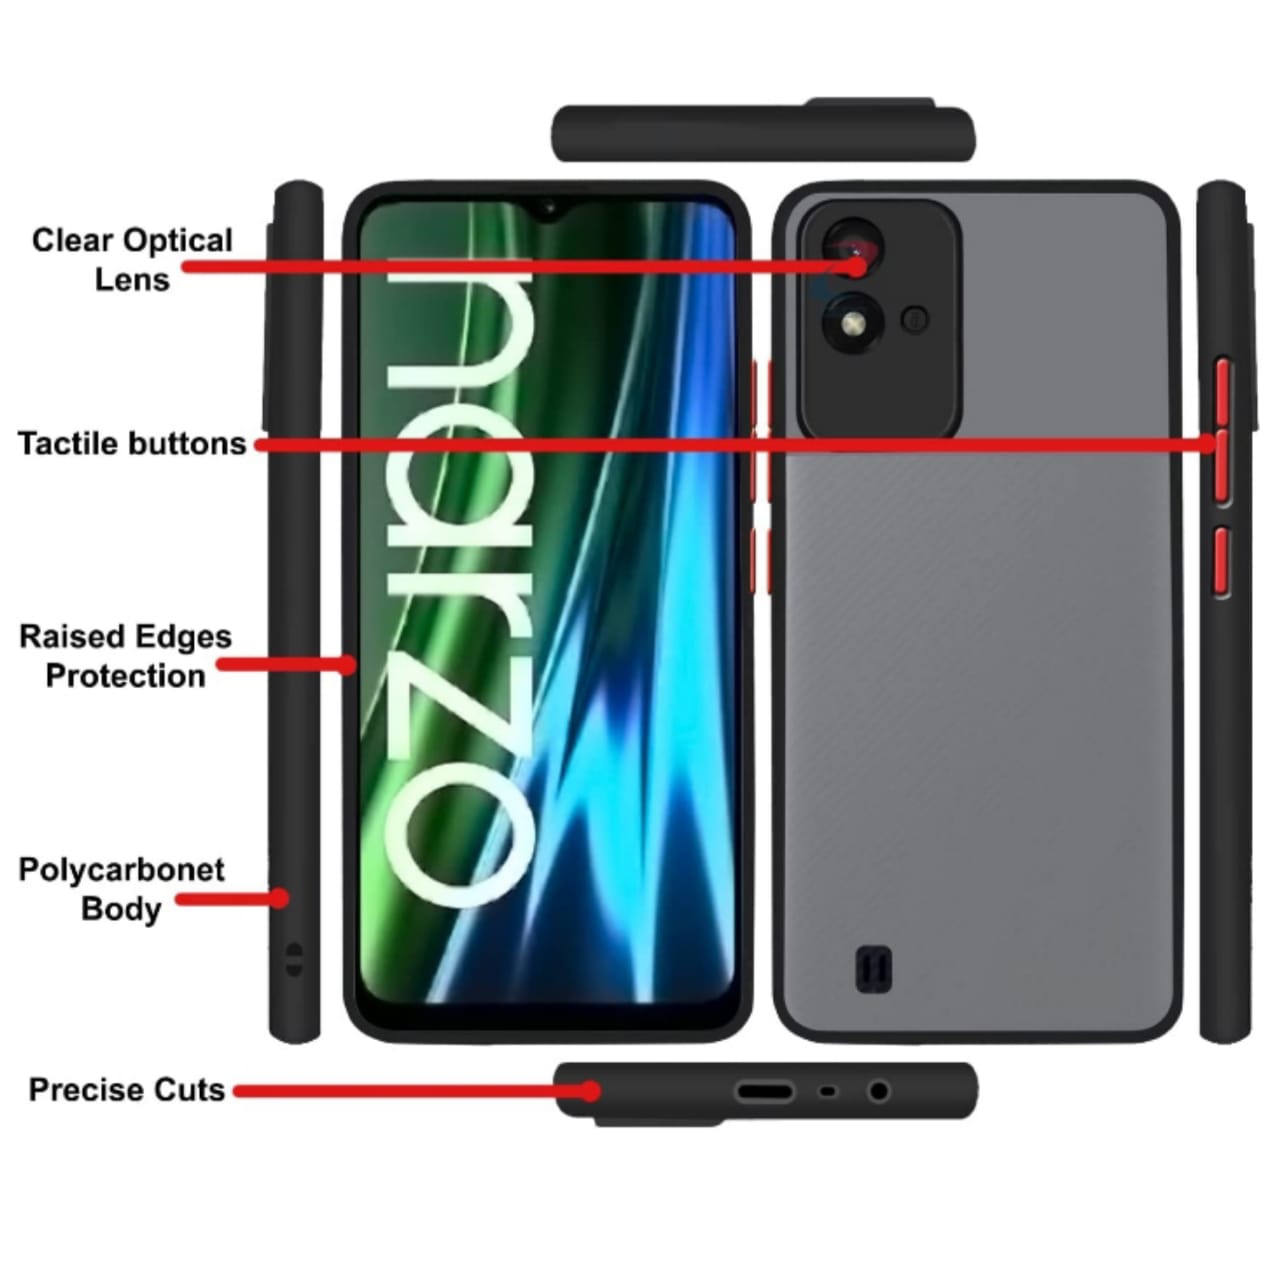 Clear Optical
Lens
Tactile buttons
Raised Edges
Protection
Polycarbonet
Body
Precise Cuts
narzo